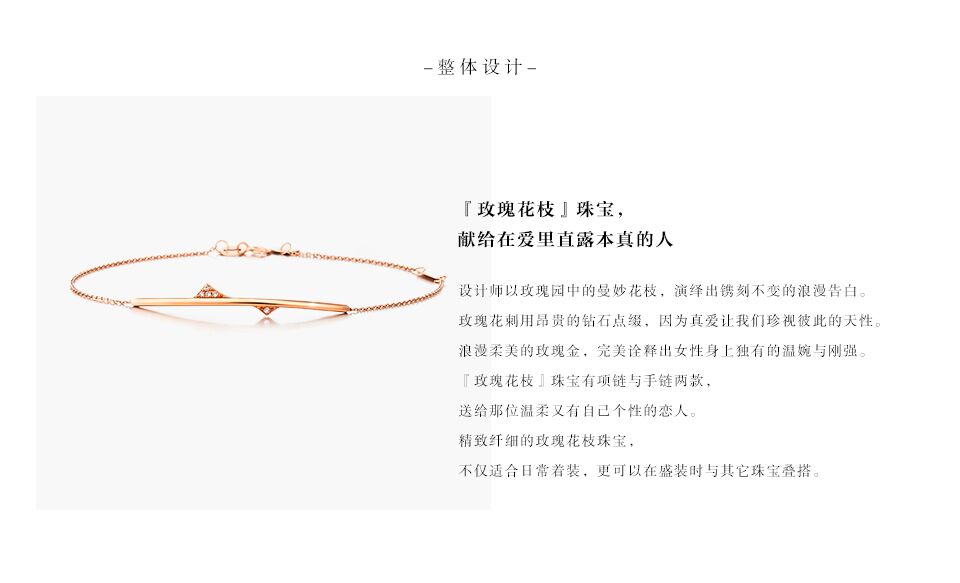 –整体设计–
『玫瑰花枝』珠宝，
献给在爱里直露本真的人
设计师以玫瑰园中的曼妙花枝，演绎出镌刻不变的浪漫告白。
玫瑰花刺用昂贵的钻石点缀，因为真爱让我们珍视彼此的天性。
浪漫柔美的玫瑰金，完美诠释出女性身上独有的温婉与刚强。
『玫瑰花枝』珠宝有项链与手链两款，
送给那位温柔又有自己个性的恋人。
精致纤细的玫瑰花枝珠宝，
不仅适合日常着装，更可以在盛装时与其它珠宝叠搭。